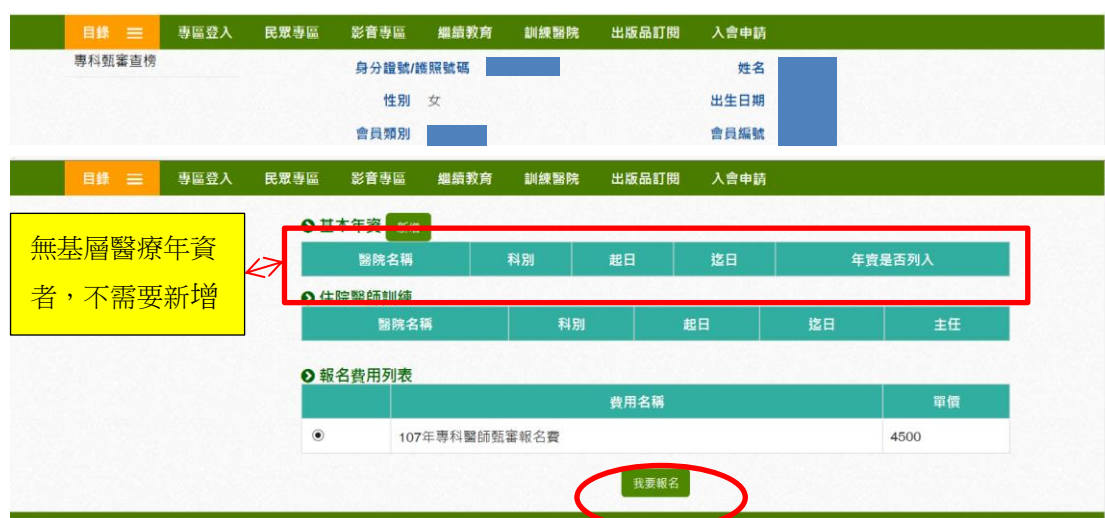 目錄 專區登入 民眾專區 影音專區 繼續教育 訓練醫院 出版品訂閱 入會申請
專科甄審查榜
身分證號/護照號碼 姓名
性別 女 出生日期
會員類別 會員編號
目錄 專區登入 民眾專區 影音專區 繼續教育 訓練醫院 出版品訂閱 入會申請
無基層醫療年資
者，不需要新增
基本年資 新增
醫院名稱 科別 起日 迄日 年資是否列入
住院醫師訓練
醫院名稱 科別 起日 迄日 主任
報名費用列表
費用名稱 單價
107年專科醫師甄審報名費 4500
我要報名